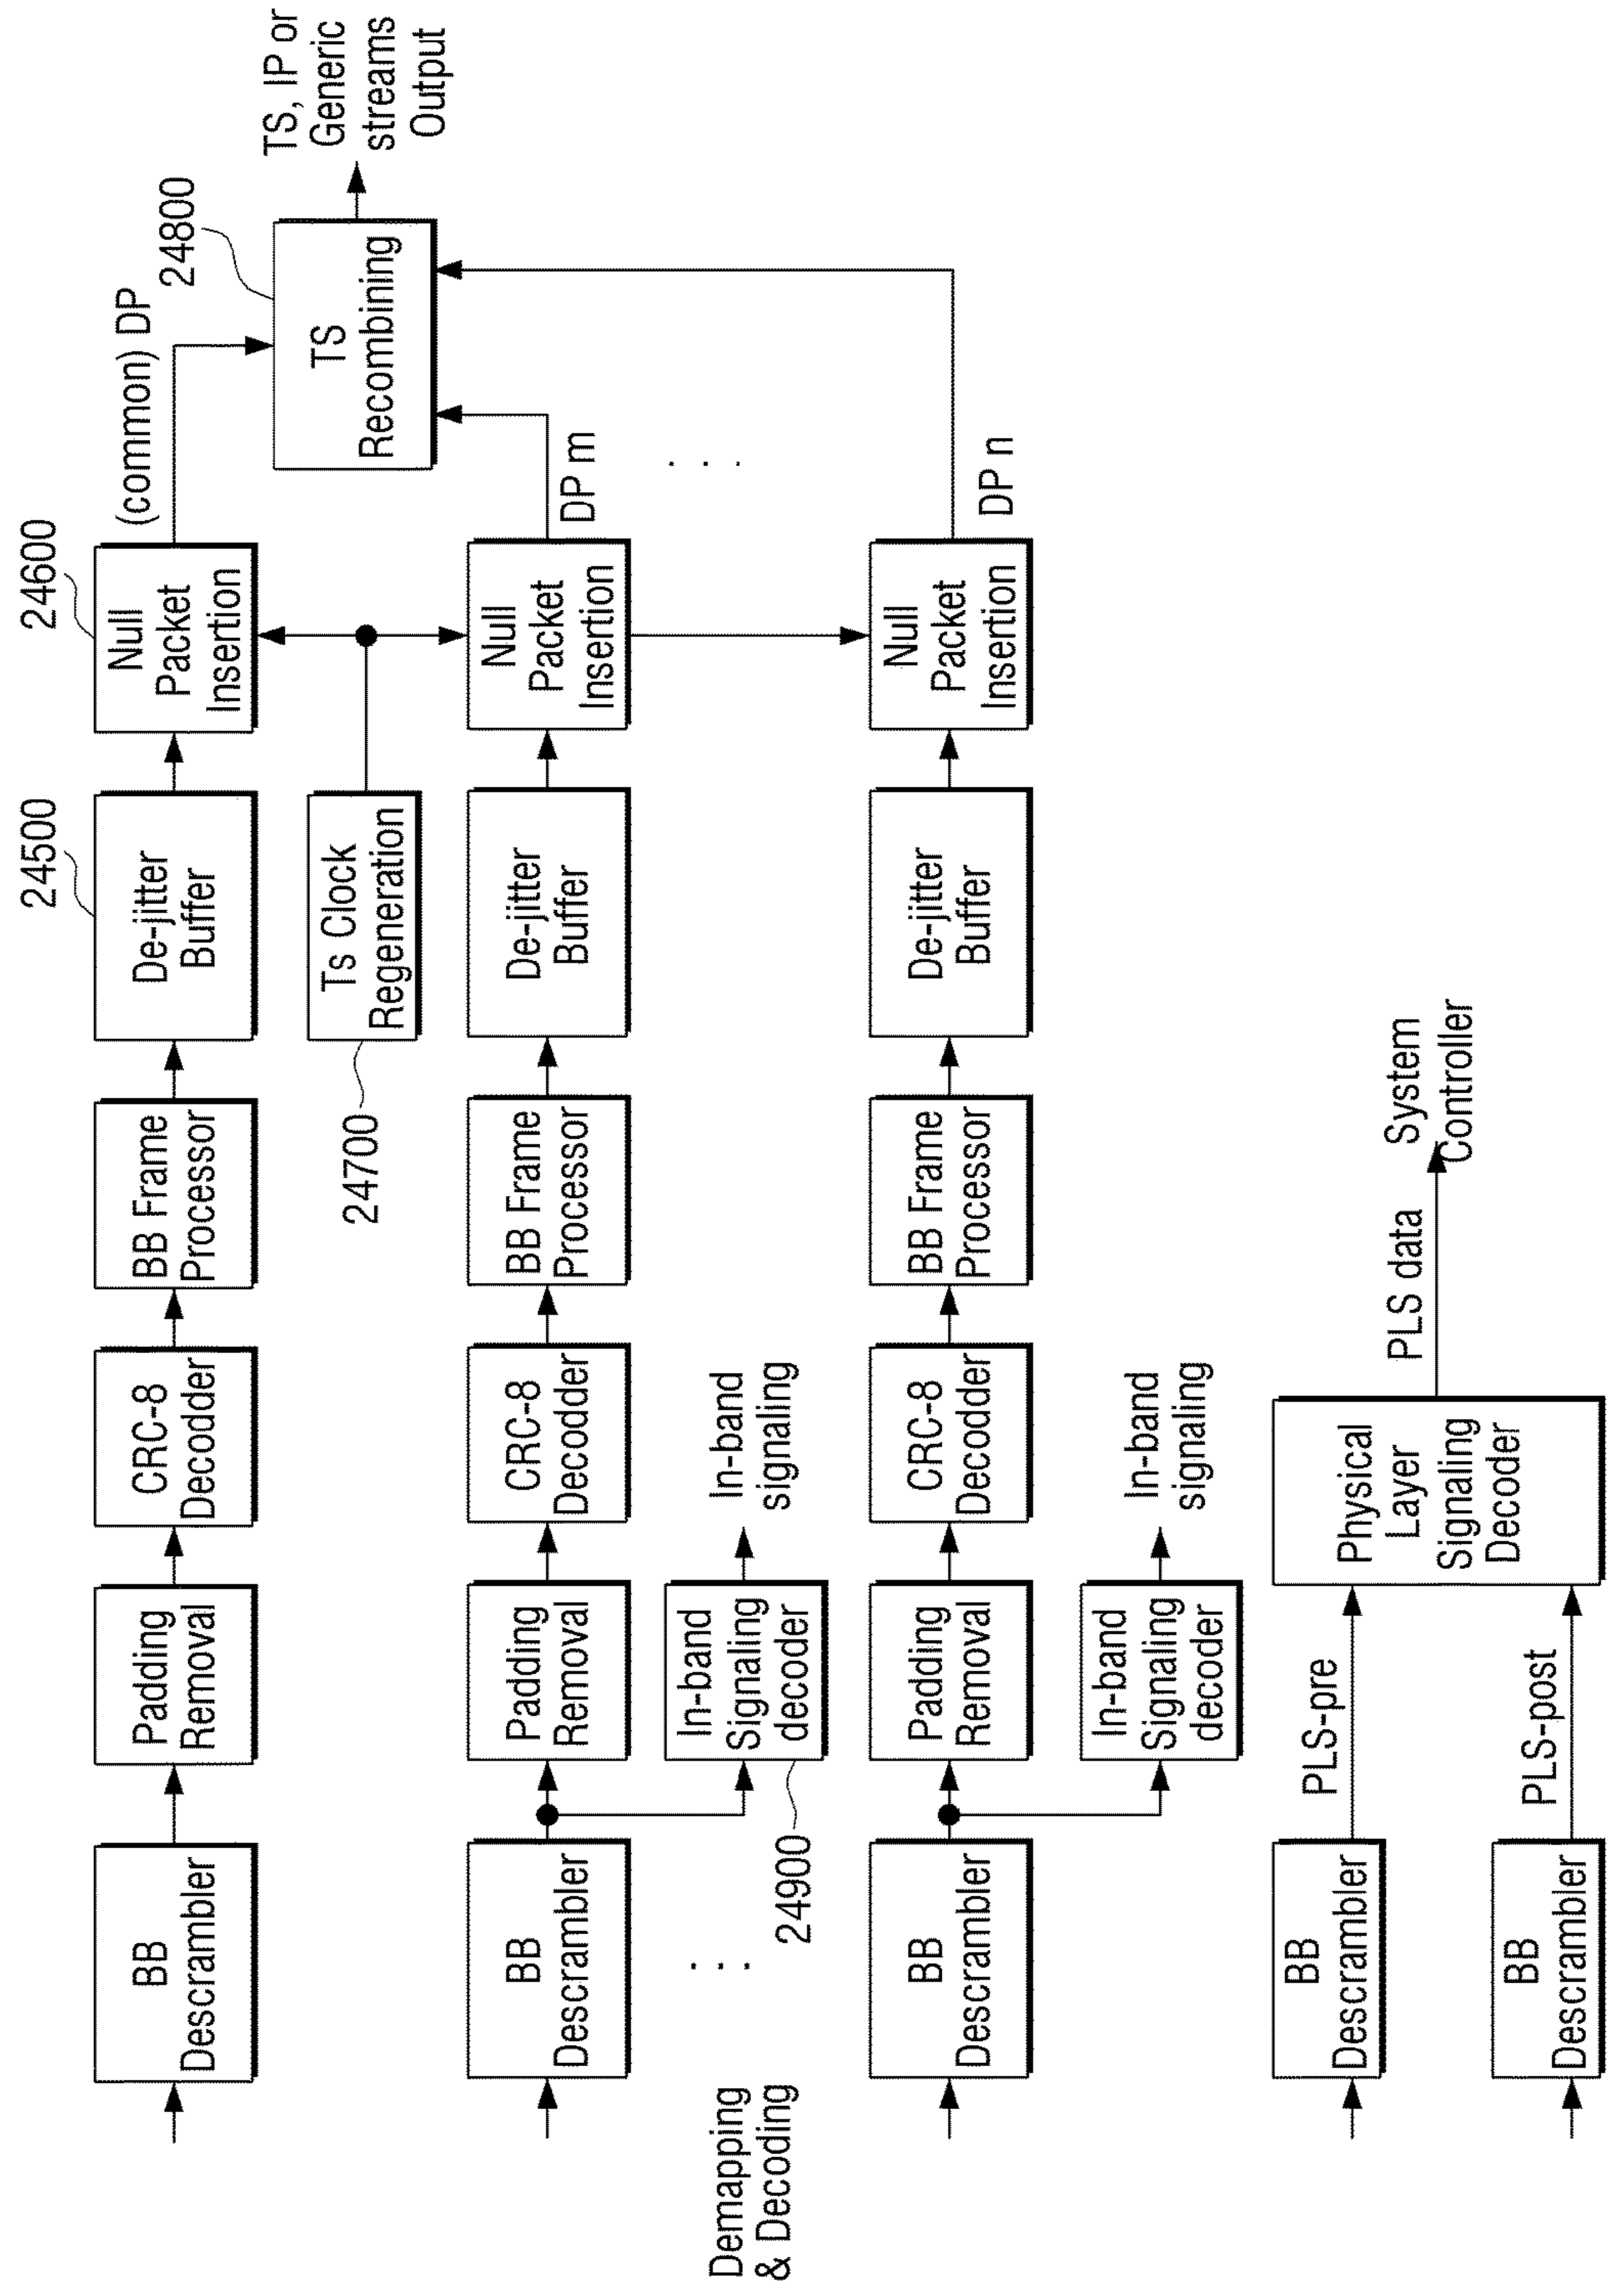 BB
Descrambler
Padding
Removal
CRC-8
Decodder
BB Frame
Processor
24500
De-jitter
Buffer
24600
Null
Packet
Insertion
(common) DP
24800
TS
Recombining
TS, IP or
Generic
streams
Output
24700
Ts Clock
Regeneration
Demapping
& Decoding
BB
Descrambler
Padding
Removal
CRC-8
Decodder
BB Frame
Processor
De-jitter
Buffer
Null
Packet
Insertion
DP m
24900
In-band
Signaling
decoder
In-band
signaling
. . .
. . .
BB
Descrambler
Padding
Removal
CRC-8
Decodder
BB Frame
Processor
De-jitter
Buffer
Null
Packet
Insertion
DP n
In-band
Signaling
decoder
In-band
signaling
BB
Descrambler
PLS-pre
Physical
Layer
Signaling
Decoder
PLS data
System
Controller
BB
Descrambler
PLS-post